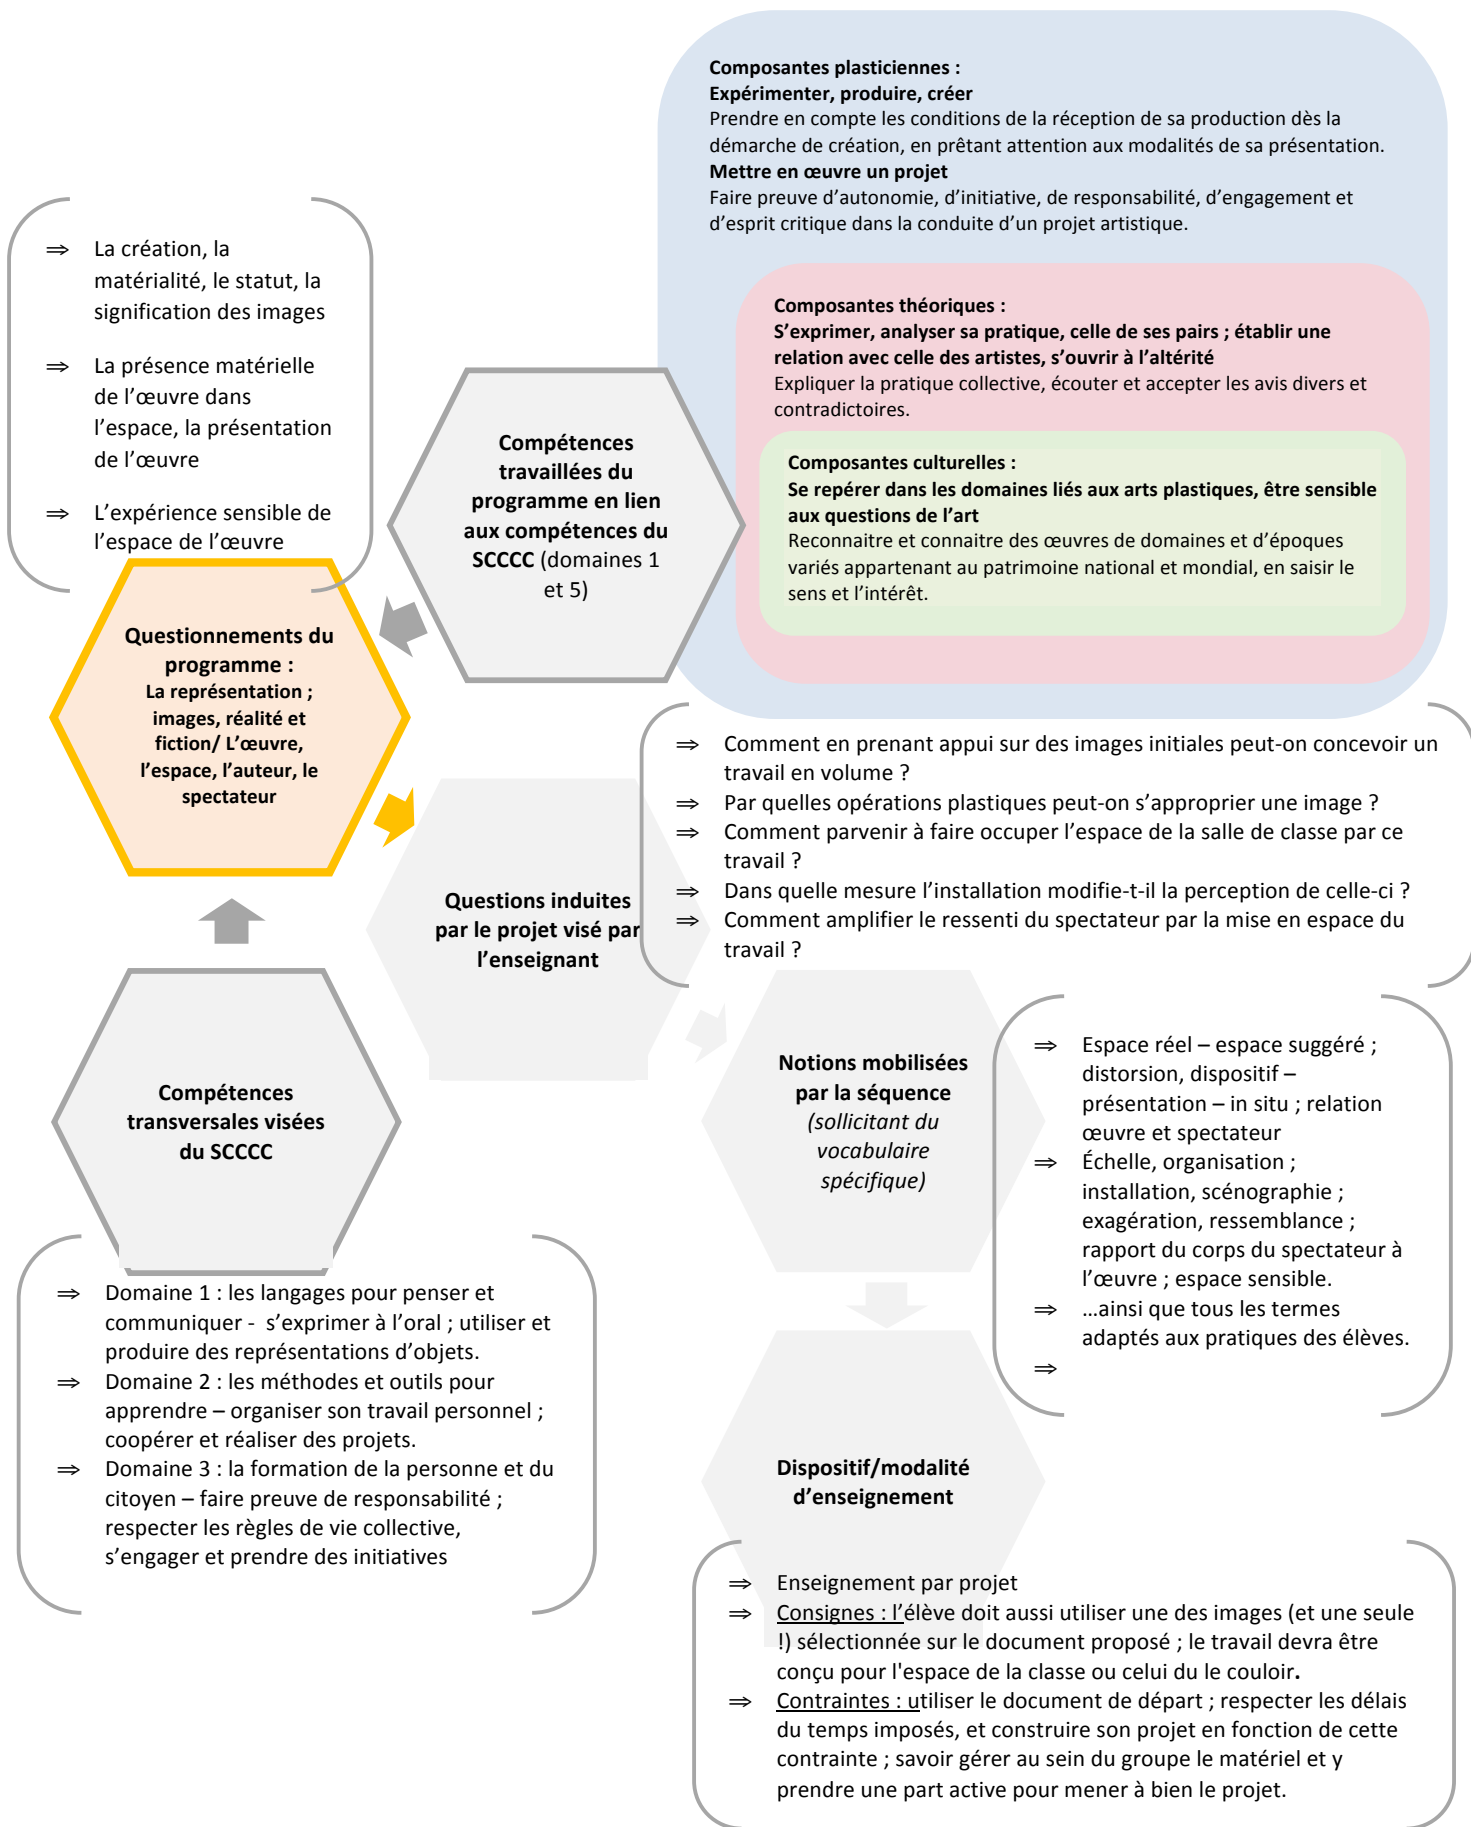 Composantes plasticiennes :
Expérimenter, produire, créer
Prendre en compte les conditions de la réception de sa production dès la
démarche de création, en prêtant attention aux modalités de sa présentation.
Mettre en œuvre un projet
Faire preuve d’autonomie, d’initiative, de responsabilité, d’engagement et
d’esprit critique dans la conduite d’un projet artistique.
Composantes théoriques :
S’exprimer, analyser sa pratique, celle de ses pairs ; établir une
relation avec celle des artistes, s’ouvrir à l’altérité
Expliquer la pratique collective, écouter et accepter les avis divers et
contradictoires.
Composantes culturelles :
Se repérer dans les domaines liés aux arts plastiques, être sensible
aux questions de l’art
Reconnaitre et connaitre des œuvres de domaines et d’époques
variés appartenant au patrimoine national et mondial, en saisir le
sens et l’intérêt.
⇒ La création, la
matérialité, le statut, la
signification des images
⇒ La présence matérielle
de l’œuvre dans
l’espace, la présentation
de l’œuvre
⇒ L’expérience sensible de
l’espace de l’œuvre
Compétences
travaillées du
programme en lien
aux compétences du
SCCCC (domaines 1
et 5)
Questionnements du
programme :
La représentation ;
images, réalité et
fiction/ L’œuvre,
l’espace, l’auteur, le
spectateur
⇒ Comment en prenant appui sur des images initiales peut-on concevoir un
travail en volume ?
⇒ Par quelles opérations plastiques peut-on s’approprier une image ?
⇒ Comment parvenir à faire occuper l’espace de la salle de classe par ce
travail ?
⇒ Dans quelle mesure l’installation modifie-t-il la perception de celle-ci ?
⇒ Comment amplifier le ressenti du spectateur par la mise en espace du
travail ?
Questions induites
par le projet visé par
l’enseignant
Compétences
transversales visées
du SCCCC
Notions mobilisées
par la séquence
(sollicitant du
vocabulaire
spécifique)
⇒ Espace réel – espace suggéré ;
distorsion, dispositif –
présentation – in situ ; relation
œuvre et spectateur
⇒ Échelle, organisation ;
installation, scénographie ;
exagération, ressemblance ;
rapport du corps du spectateur à
l’œuvre ; espace sensible.
⇒ …ainsi que tous les termes
adaptés aux pratiques des élèves.
⇒
⇒ Domaine 1 : les langages pour penser et
communiquer - s’exprimer à l’oral ; utiliser et
produire des représentations d’objets.
⇒ Domaine 2 : les méthodes et outils pour
apprendre – organiser son travail personnel ;
coopérer et réaliser des projets.
⇒ Domaine 3 : la formation de la personne et du
citoyen – faire preuve de responsabilité ;
respecter les règles de vie collective,
s’engager et prendre des initiatives
Dispositif/modalité
d’enseignement
⇒ Enseignement par projet
⇒ Consignes : l’élève doit aussi utiliser une des images (et une seule
!) sélectionnée sur le document proposé ; le travail devra être
conçu pour l'espace de la classe ou celui du le couloir.
⇒ Contraintes : utiliser le document de départ ; respecter les délais
du temps imposés, et construire son projet en fonction de cette
contrainte ; savoir gérer au sein du groupe le matériel et y
prendre une part active pour mener à bien le projet.